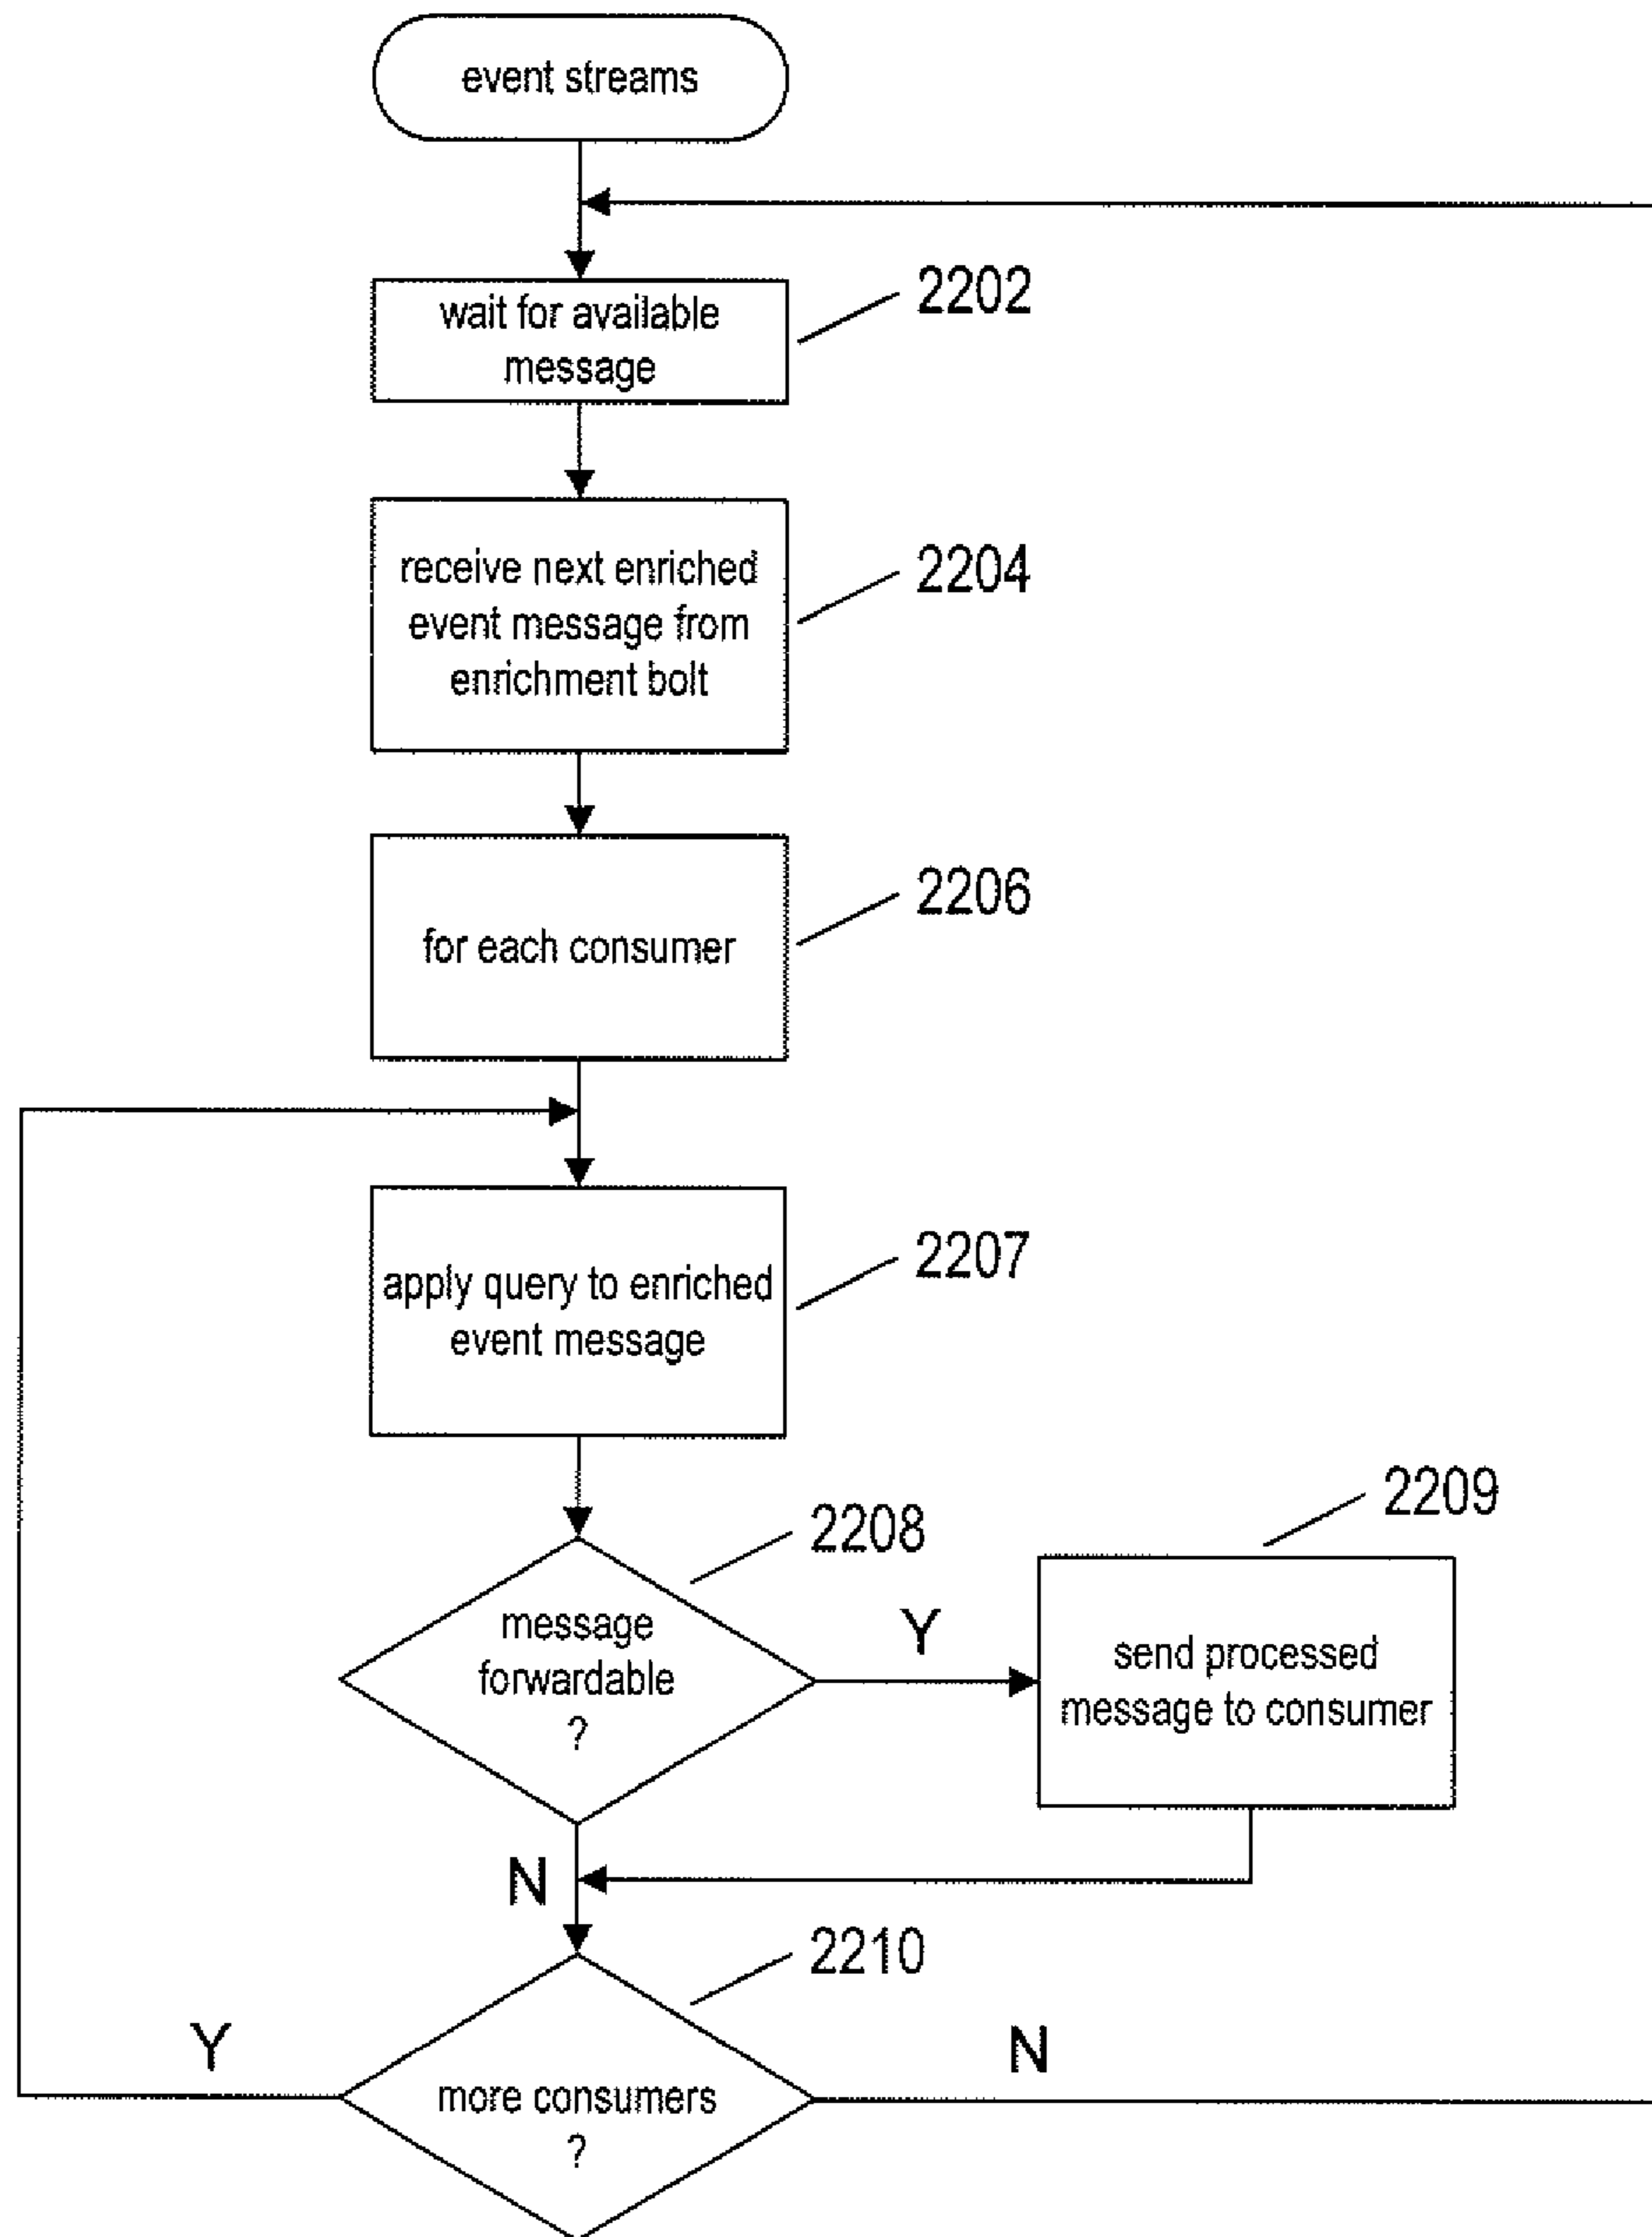 event streams
wait for available
message
2202
receive next enriched
event message from
enrichment bolt
2204
for each consumer
2206
apply query to enriched
event message
2207
message
forwardable
?
2208
Y
N
send processed
message to consumer
2209
more consumers
?
2210
Y
N